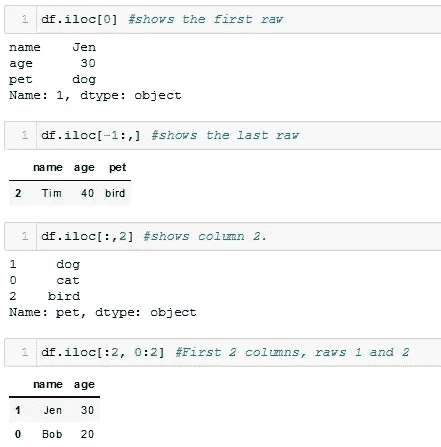 1 df.iloc[0] #shows the first raw
name Jen
age 30
pet dog
Name: 1, dtype: object
1 df.iloc[-1:,] #shows the last raw
name age pet
2 Tim 40 bird
1 df.iloc[:,2] #shows column 2.
1 dog
0 cat
2 bird
Name: pet, dtype: object
1 df.iloc[:2, 0:2] #First 2 columns, raws 1 and 2
name age
1 Jen 30
0 Bob 20